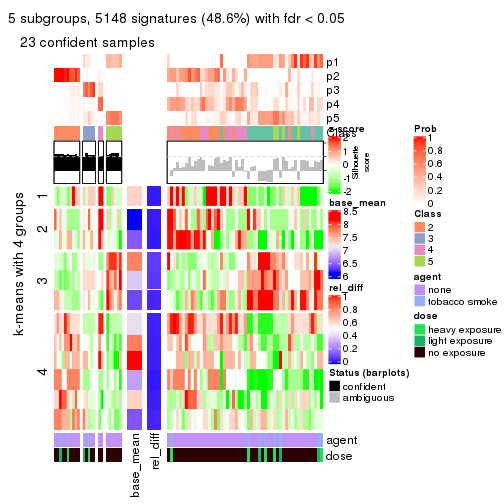 5 subgroups, 5148 signatures (48.6%) with fdr < 0.05
23 confident samples
p1
p2
p3
p4
p5
Class
z-score
2
1
0
-1
-2
Silhouette
score
k-means with 4 groups
1
2
3
4
base_mean
8.5
8
7.5
7
6.5
6
rel_diff
1
0.8
0.6
0.4
0.2
0
Status (barplots)
confident
ambiguous
Prob
1
0.8
0.6
0.4
0.2
0
Class
2
3
4
5
agent
none
tobacco smoke
dose
heavy exposure
light exposure
no exposure
agent
dose
base_mean
rel_diff